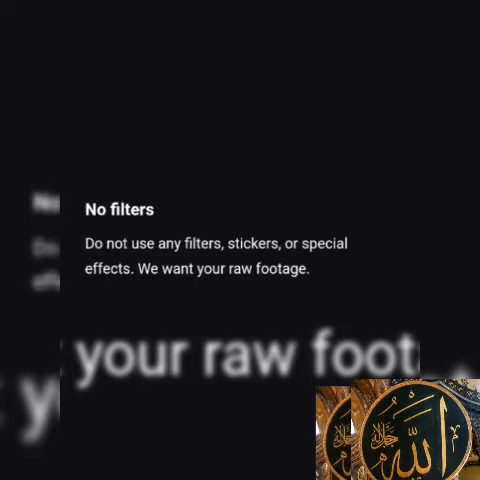 No filters
Do not use any filters, stickers, or special
effects. We want your raw footage.
your raw foot
الله
جل جلاله